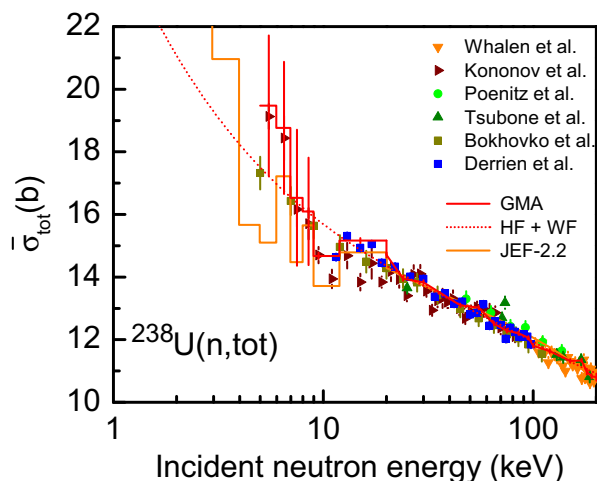 22
20
18
16
14
12
10
σ̄tot(b)
Whalen et al.
Kononov et al.
Poenitz et al.
Tsubone et al.
Bokhovko et al.
Derrien et al.
GMA
HF + WF
JEF-2.2
²³⁸U(n,tot)
1 10 100
Incident neutron energy (keV)